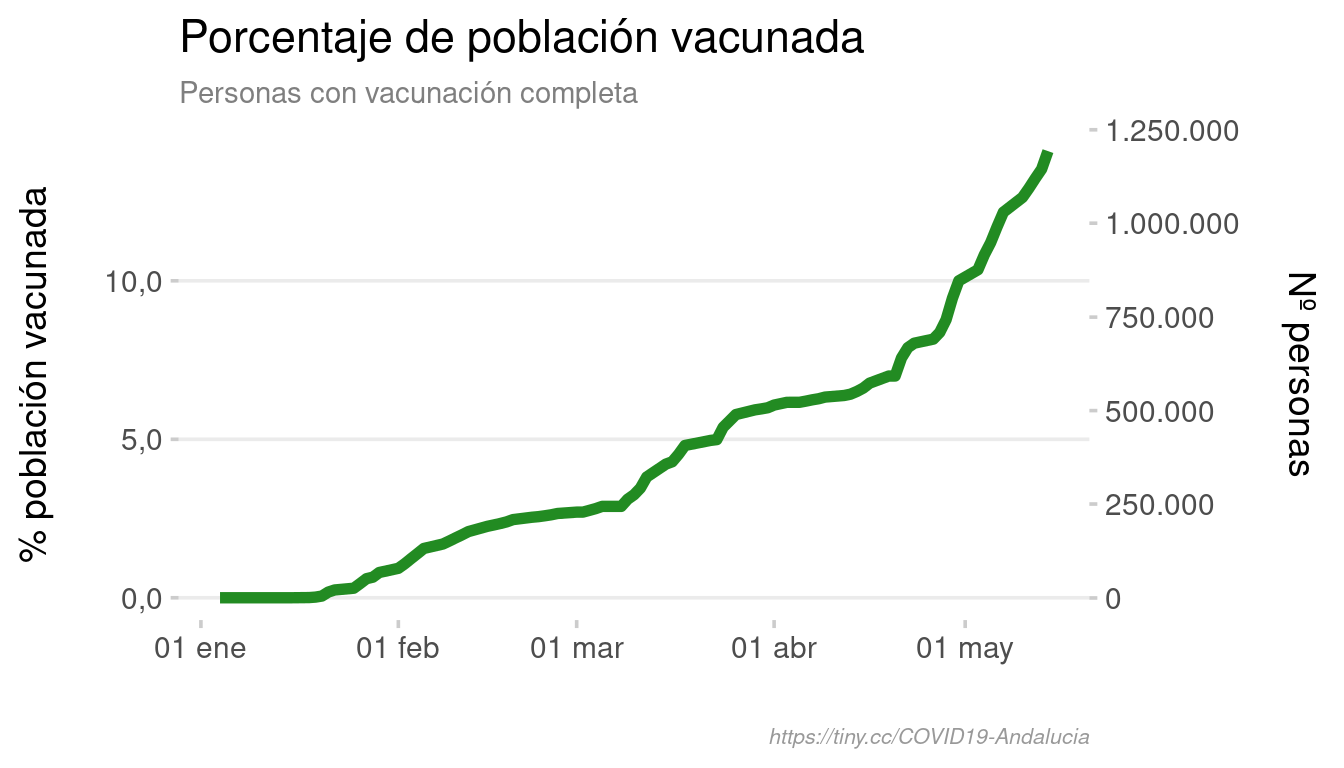 Porcentaje de población vacunada
Personas con vacunación completa
% población vacunada
10,0
5,0
0,0
1.250.000
1.000.000
750.000
500.000
250.000
0
Nº personas
01 ene
01 feb
01 mar
01 abr
01 may
https://tiny.cc/COVID19-Andalucia